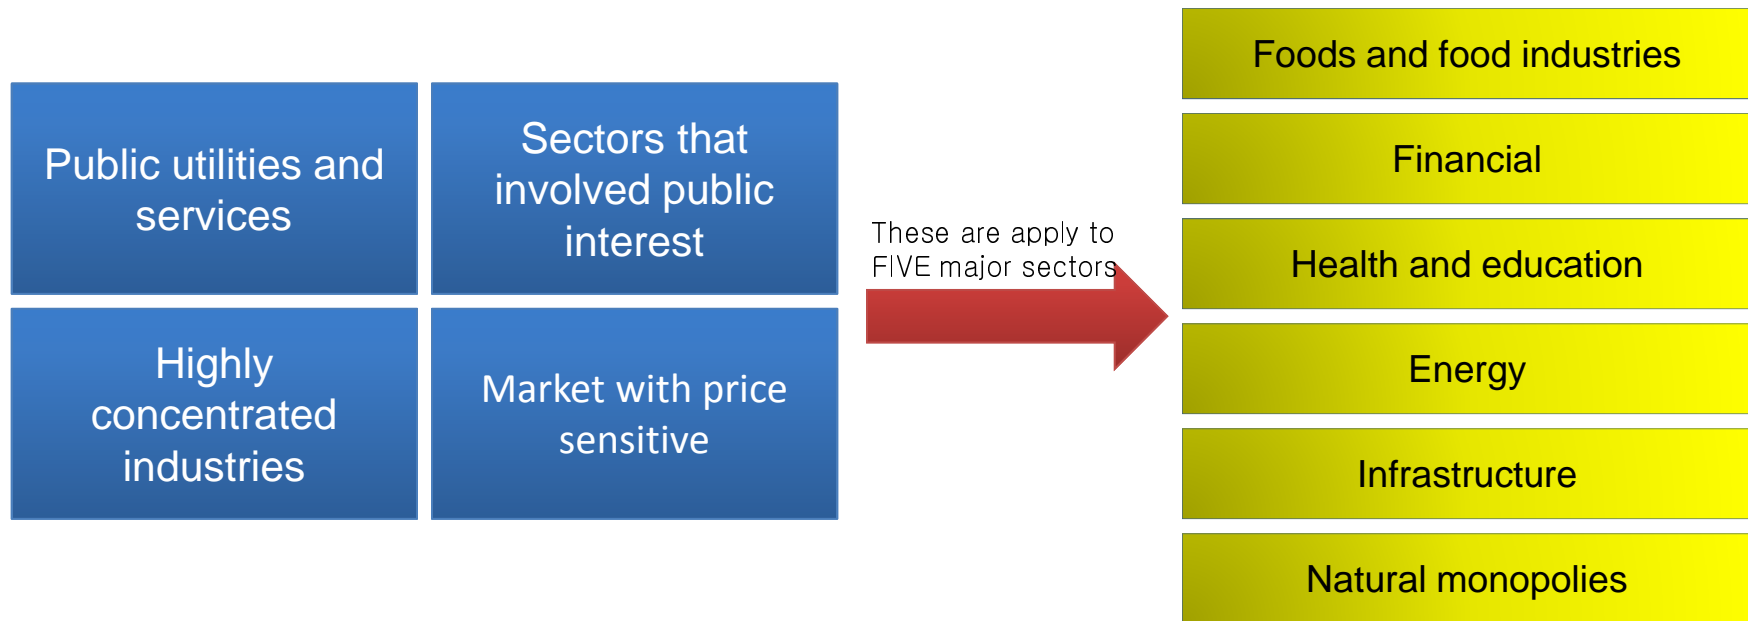 Public utilities and
services
Sectors that
involved public
interest
Highly
concentrated
industries
Market with price
sensitive
These are apply to
FIVE major sectors
Foods and food industries
Financial
Health and education
Energy
Infrastructure
Natural monopolies